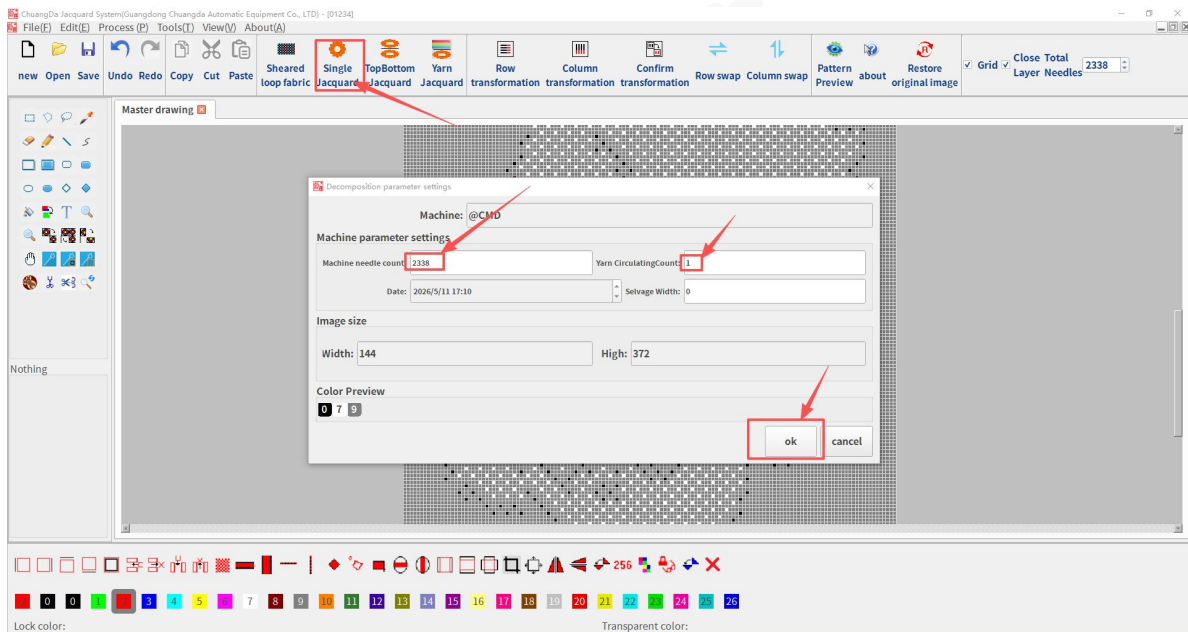 ChuangDa Jacquard System(Guangdong Chuangda Automatic Equipment Co., LTD) - [01234]
File(F) Edit(E) Process (P) Tools(T) View(V) About(A)
new Open Save Undo Redo Copy Cut Paste
Sheared loop fabric
Single Jacquard
TopBottom Jacquard
Yarn Jacquard
Row transformation
Column transformation
Confirm transformation
Row swap Column swap
Pattern Preview
about
Restore original image
Grid
Close Layer
Total Needles
2338
Master drawing
Decomposition parameter settings
Machine: @CMD
Machine parameter settings
Machine needle count: 2338 Yarn CirculatingCount: 1
Date: 2026/5/11 17:10 Selvage Width: 0
Image size
Width: 144 High: 372
Color Preview
0 7 9
ok cancel
Nothing
256
0 0 1 2 3 4 5 6 7 8 9 10 11 12 13 14 15 16 17 18 19 20 21 22 23 24 25 26
Lock color: Transparent color: